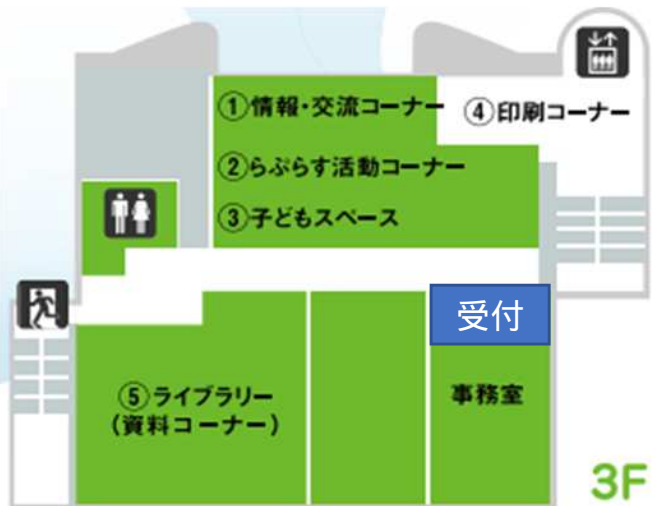 ①情報・交流コーナー
④印刷コーナー
②らぷらす活動コーナー
③子どもスペース
受付
⑤ライブラリー
(資料コーナー)
事務室
3F